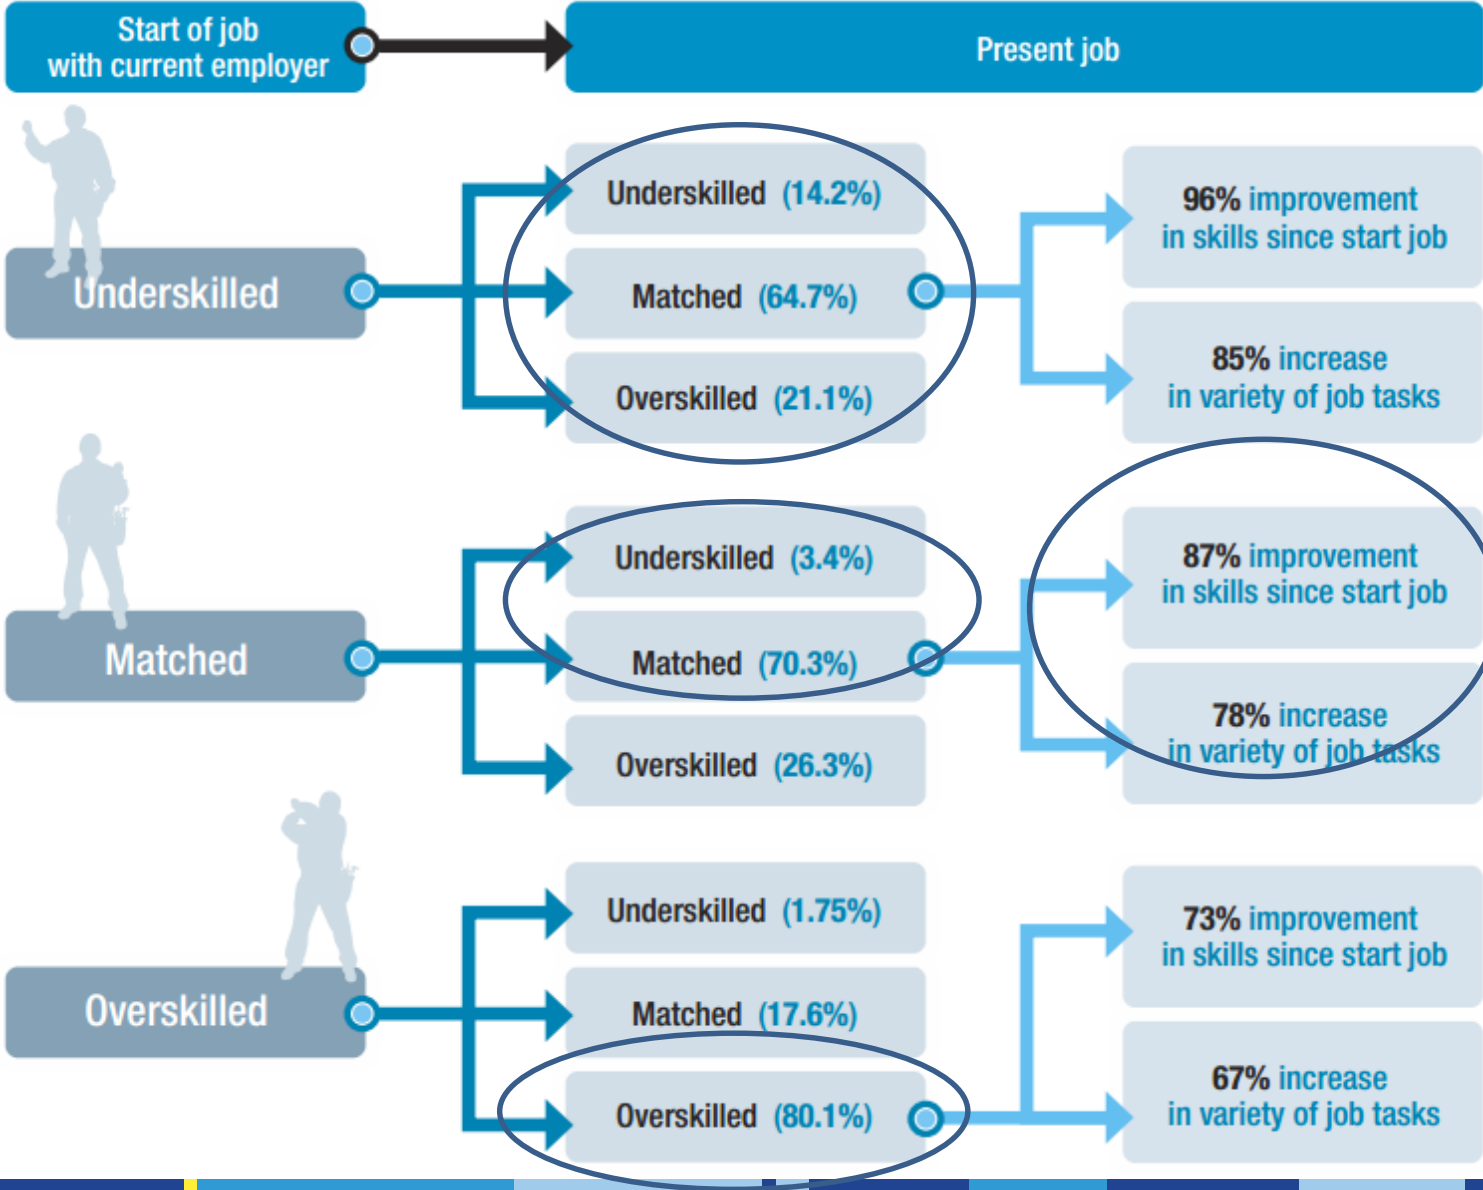 Start of job
with current employer
Present job
Underskilled
Underskilled (14.2%)
Matched (64.7%)
Overskilled (21.1%)
96% improvement
in skills since start job
85% increase
in variety of job tasks
Matched
Underskilled (3.4%)
Matched (70.3%)
Overskilled (26.3%)
87% improvement
in skills since start job
78% increase
in variety of job tasks
Overskilled
Underskilled (1.75%)
Matched (17.6%)
Overskilled (80.1%)
73% improvement
in skills since start job
67% increase
in variety of job tasks